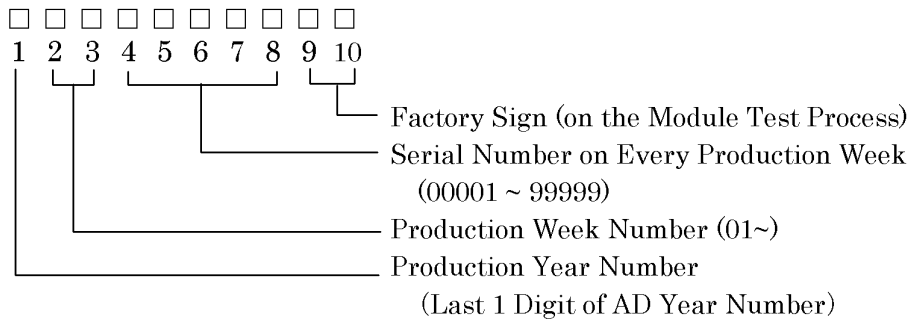 □ □ □ □ □ □ □ □ □ □
1 2 3 4 5 6 7 8 9 10
Factory Sign (on the Module Test Process)
Serial Number on Every Production Week
(00001 ~ 99999)
Production Week Number (01~)
Production Year Number
(Last 1 Digit of AD Year Number)